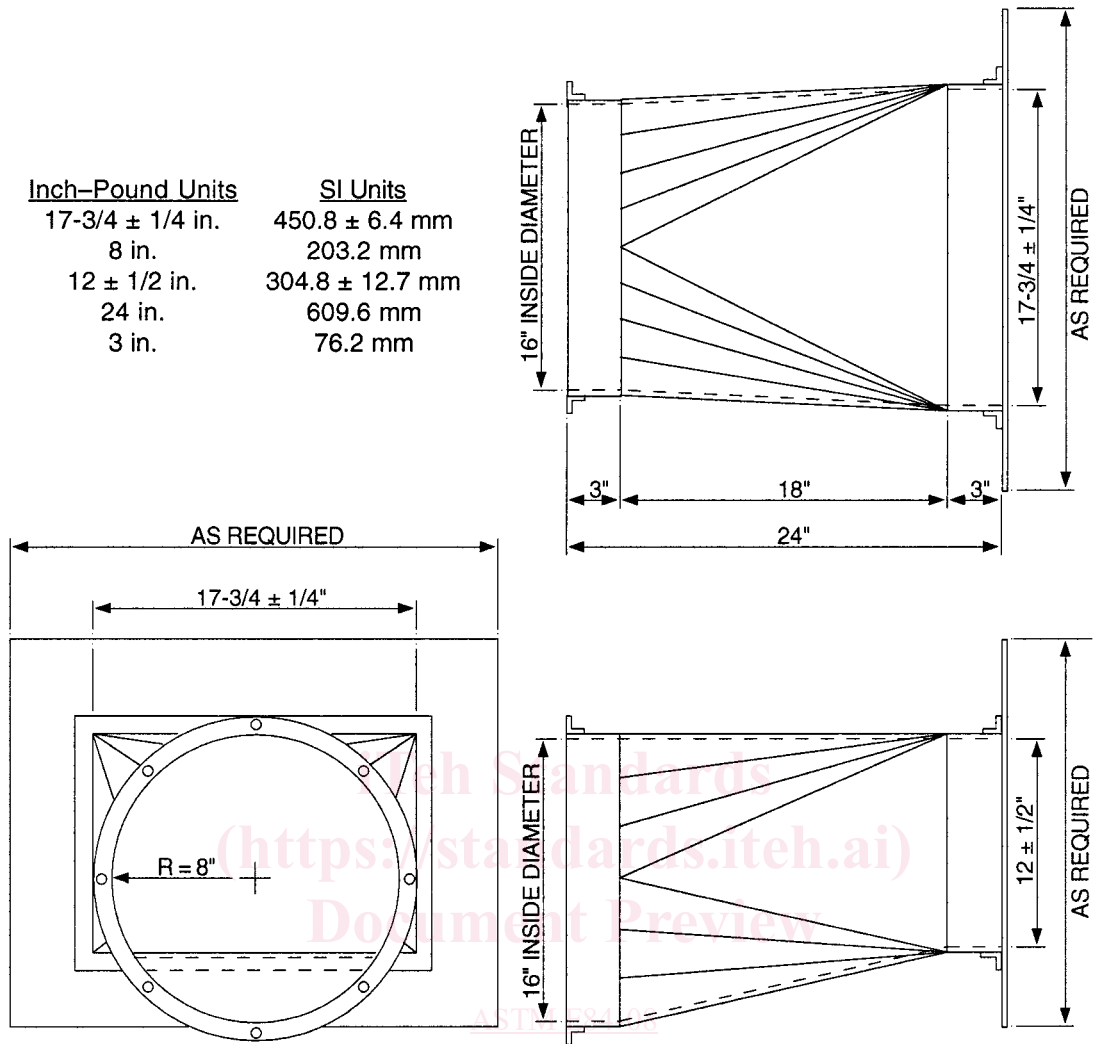 Inch–Pound Units SI Units
17-3/4 ± 1/4 in. 450.8 ± 6.4 mm
8 in. 203.2 mm
12 ± 1/2 in. 304.8 ± 12.7 mm
24 in. 609.6 mm
3 in. 76.2 mm
16" INSIDE DIAMETER
17-3/4 ± 1/4"
AS REQUIRED
3"
18"
3"
24"
AS REQUIRED
17-3/4 ± 1/4"
R = 8"
16" INSIDE DIAMETER
12 ± 1/2"
AS REQUIRED
iTeh Standards
(https://standards.iteh.ai)
Document Preview